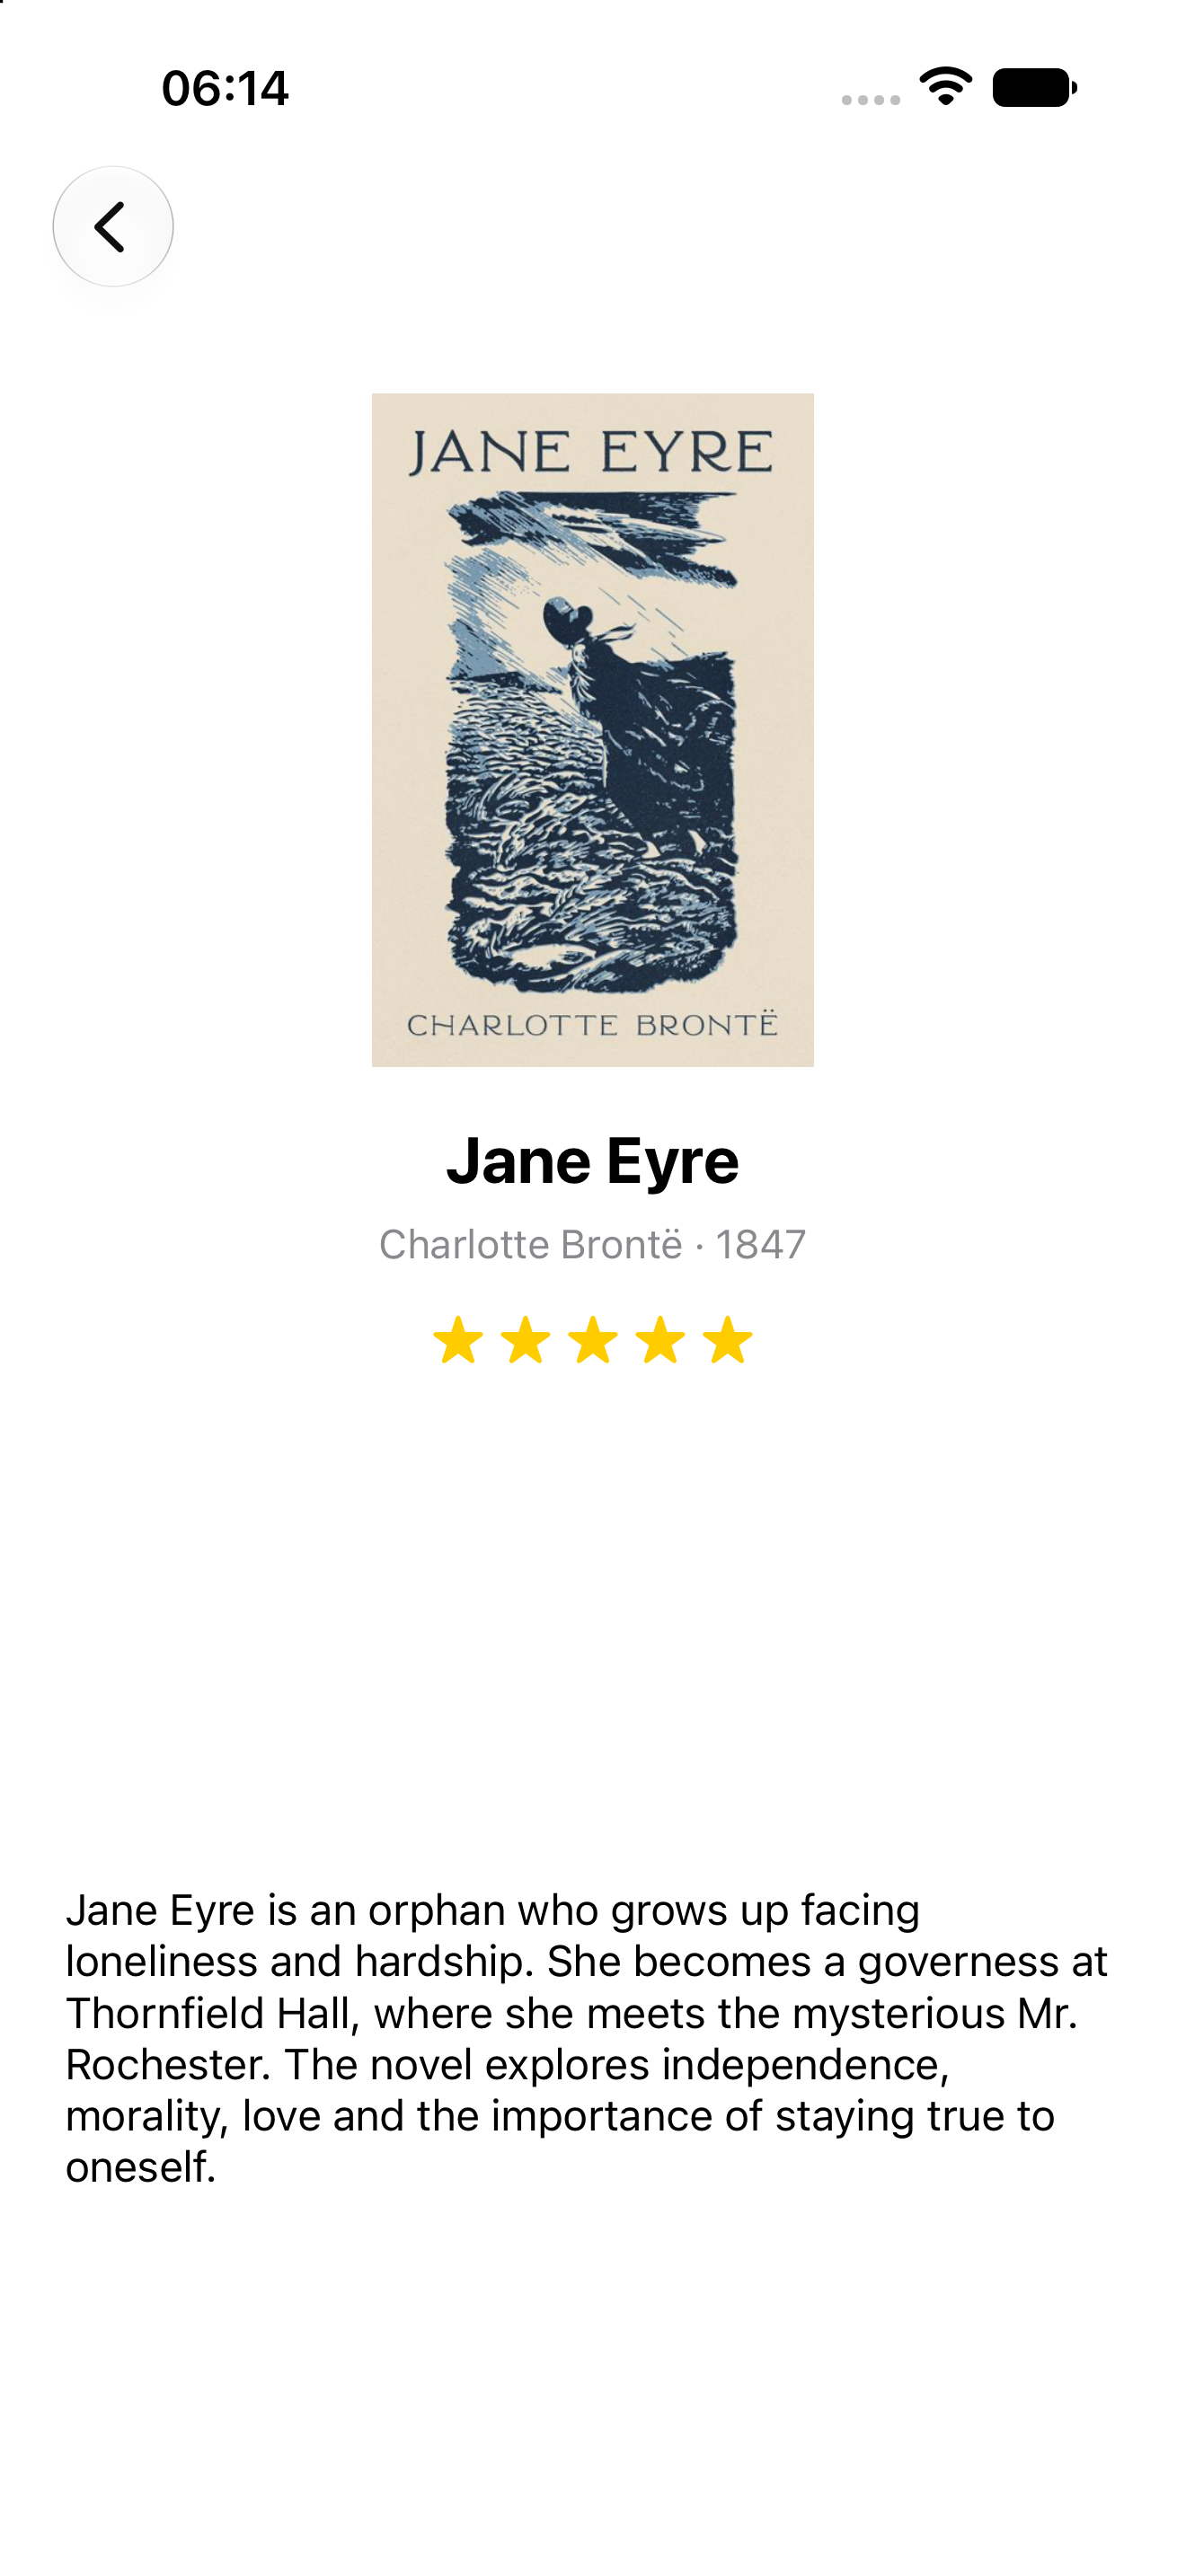 06:14
JANE EYRE
CHARLOTTE BRONTË
Jane Eyre
Charlotte Brontë · 1847
Jane Eyre is an orphan who grows up facing
loneliness and hardship. She becomes a governess at
Thornfield Hall, where she meets the mysterious Mr.
Rochester. The novel explores independence,
morality, love and the importance of staying true to
oneself.